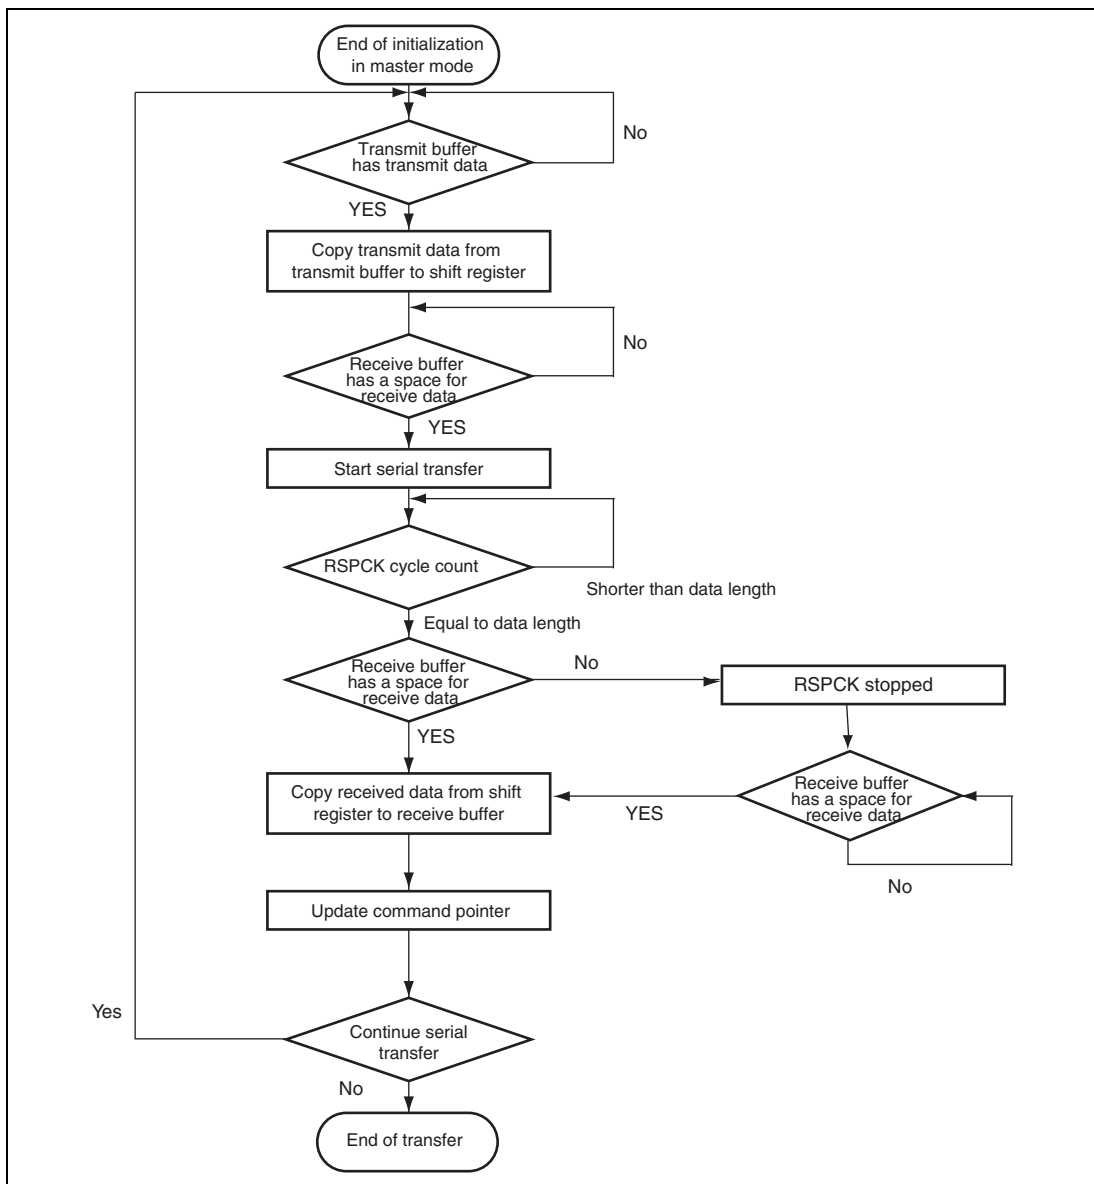 End of initialization
in master mode
No
Transmit buffer
has transmit data
YES
Copy transmit data from
transmit buffer to shift register
No
Receive buffer
has a space for
receive data
YES
Start serial transfer
RSPCK cycle count
Shorter than data length
Equal to data length
Receive buffer
has a space for
receive data
No
RSPCK stopped
YES
Copy received data from shift
register to receive buffer
YES
Receive buffer
has a space for
receive data
No
Update command pointer
Yes
Continue serial
transfer
No
End of transfer